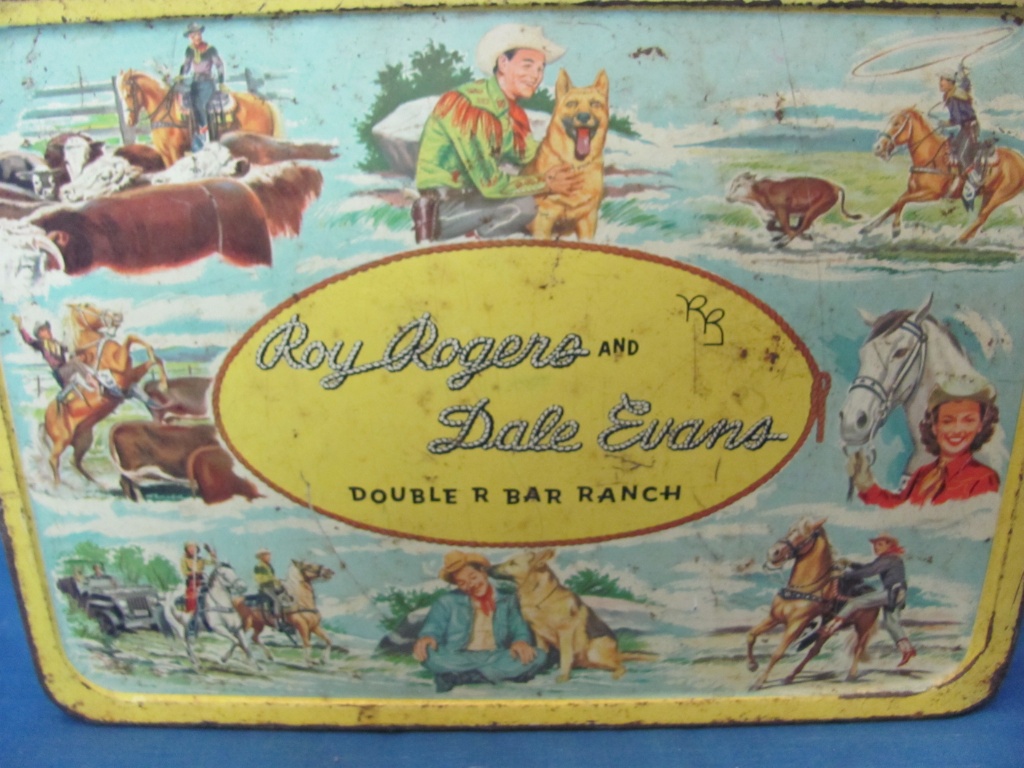 RR
Roy Rogers AND
Dale Evans
DOUBLE R BAR RANCH